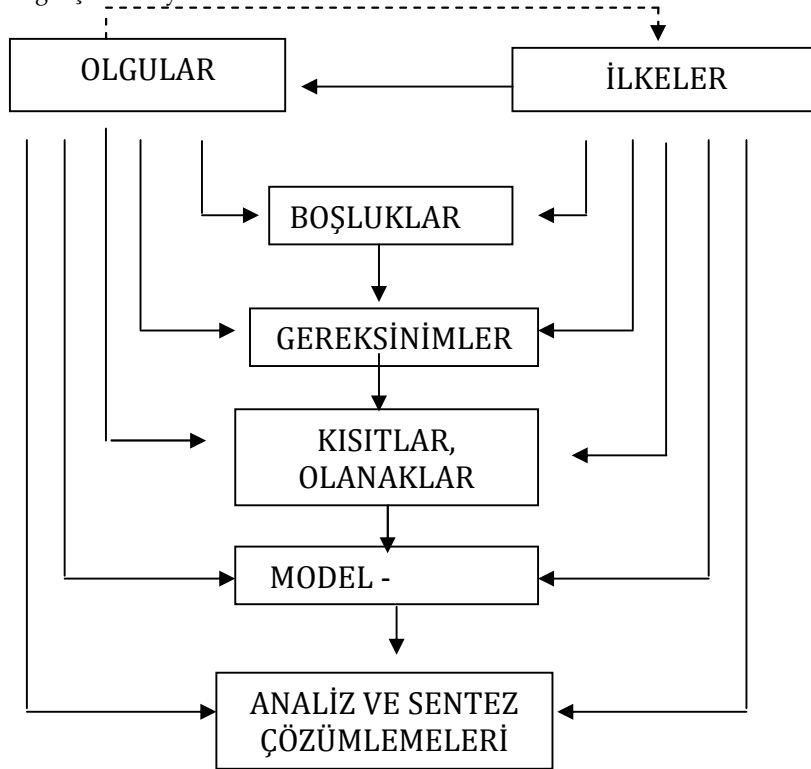 OLGULAR
İLKELER
BOŞLUKLAR
GEREKSİNİMLER
KISITLAR,
OLANAKLAR
MODEL -
ANALİZ VE SENTEZ
ÇÖZÜMLEMELERİ